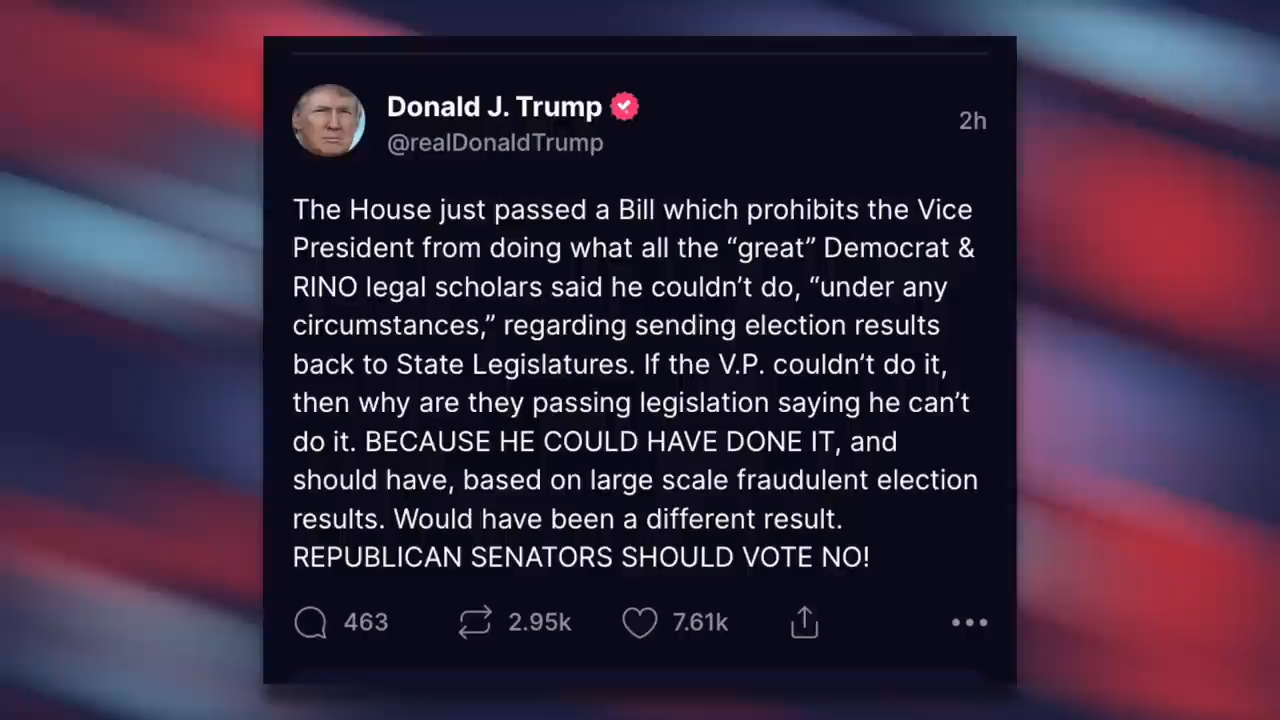 Donald J. Trump
@realDonaldTrump
2h
The House just passed a Bill which prohibits the Vice
President from doing what all the “great” Democrat &
RINO legal scholars said he couldn’t do, “under any
circumstances,” regarding sending election results
back to State Legislatures. If the V.P. couldn’t do it,
then why are they passing legislation saying he can’t
do it. BECAUSE HE COULD HAVE DONE IT, and
should have, based on large scale fraudulent election
results. Would have been a different result.
REPUBLICAN SENATORS SHOULD VOTE NO!
463 2.95k 7.61k